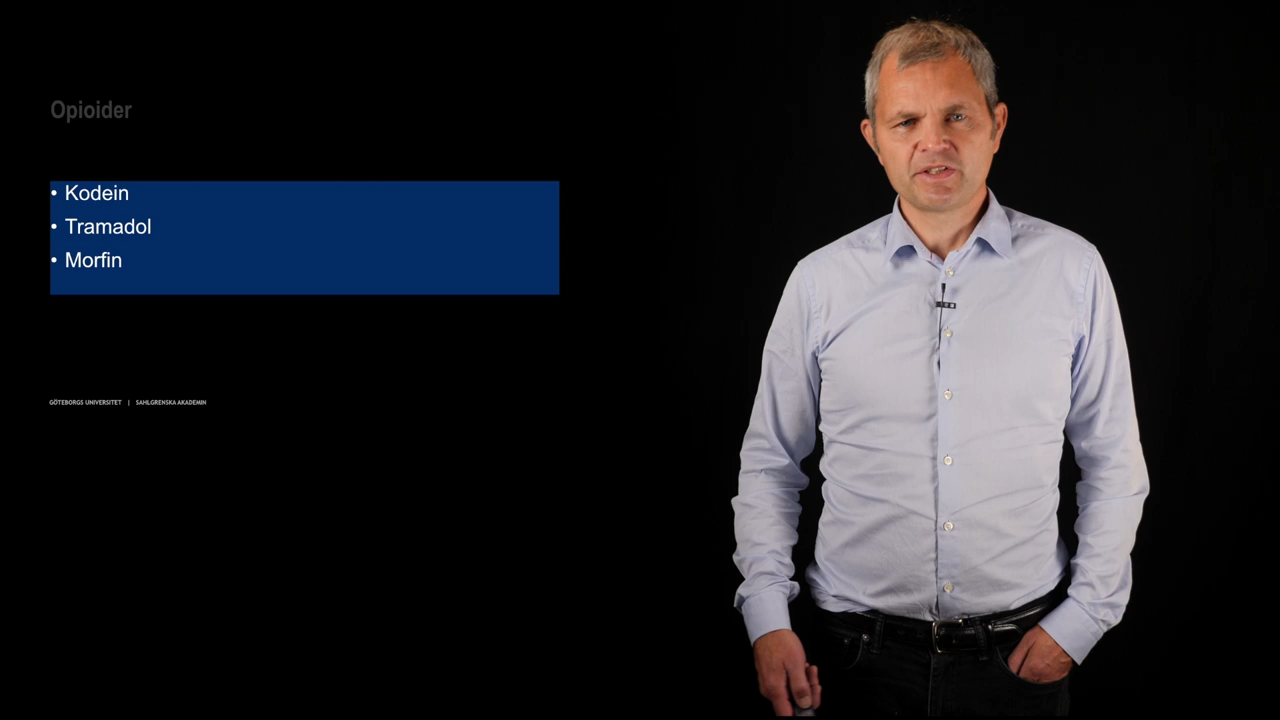 Opioider
• Kodein
• Tramadol
• Morfin
GÖTEBORGS UNIVERSITET | SAHLGRENSKA AKADEMIN